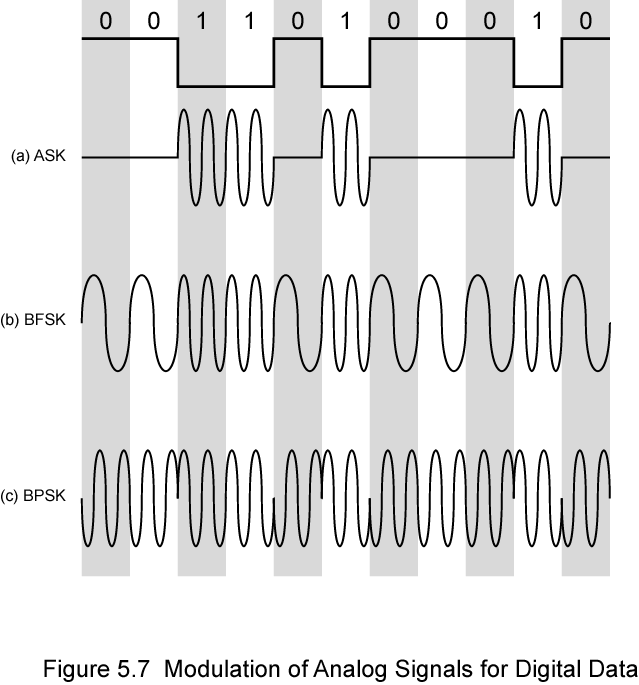 0 0 1 1 0 1 0 0 0 1 0
(a) ASK
(b) BFSK
(c) BPSK
Figure 5.7 Modulation of Analog Signals for Digital Data